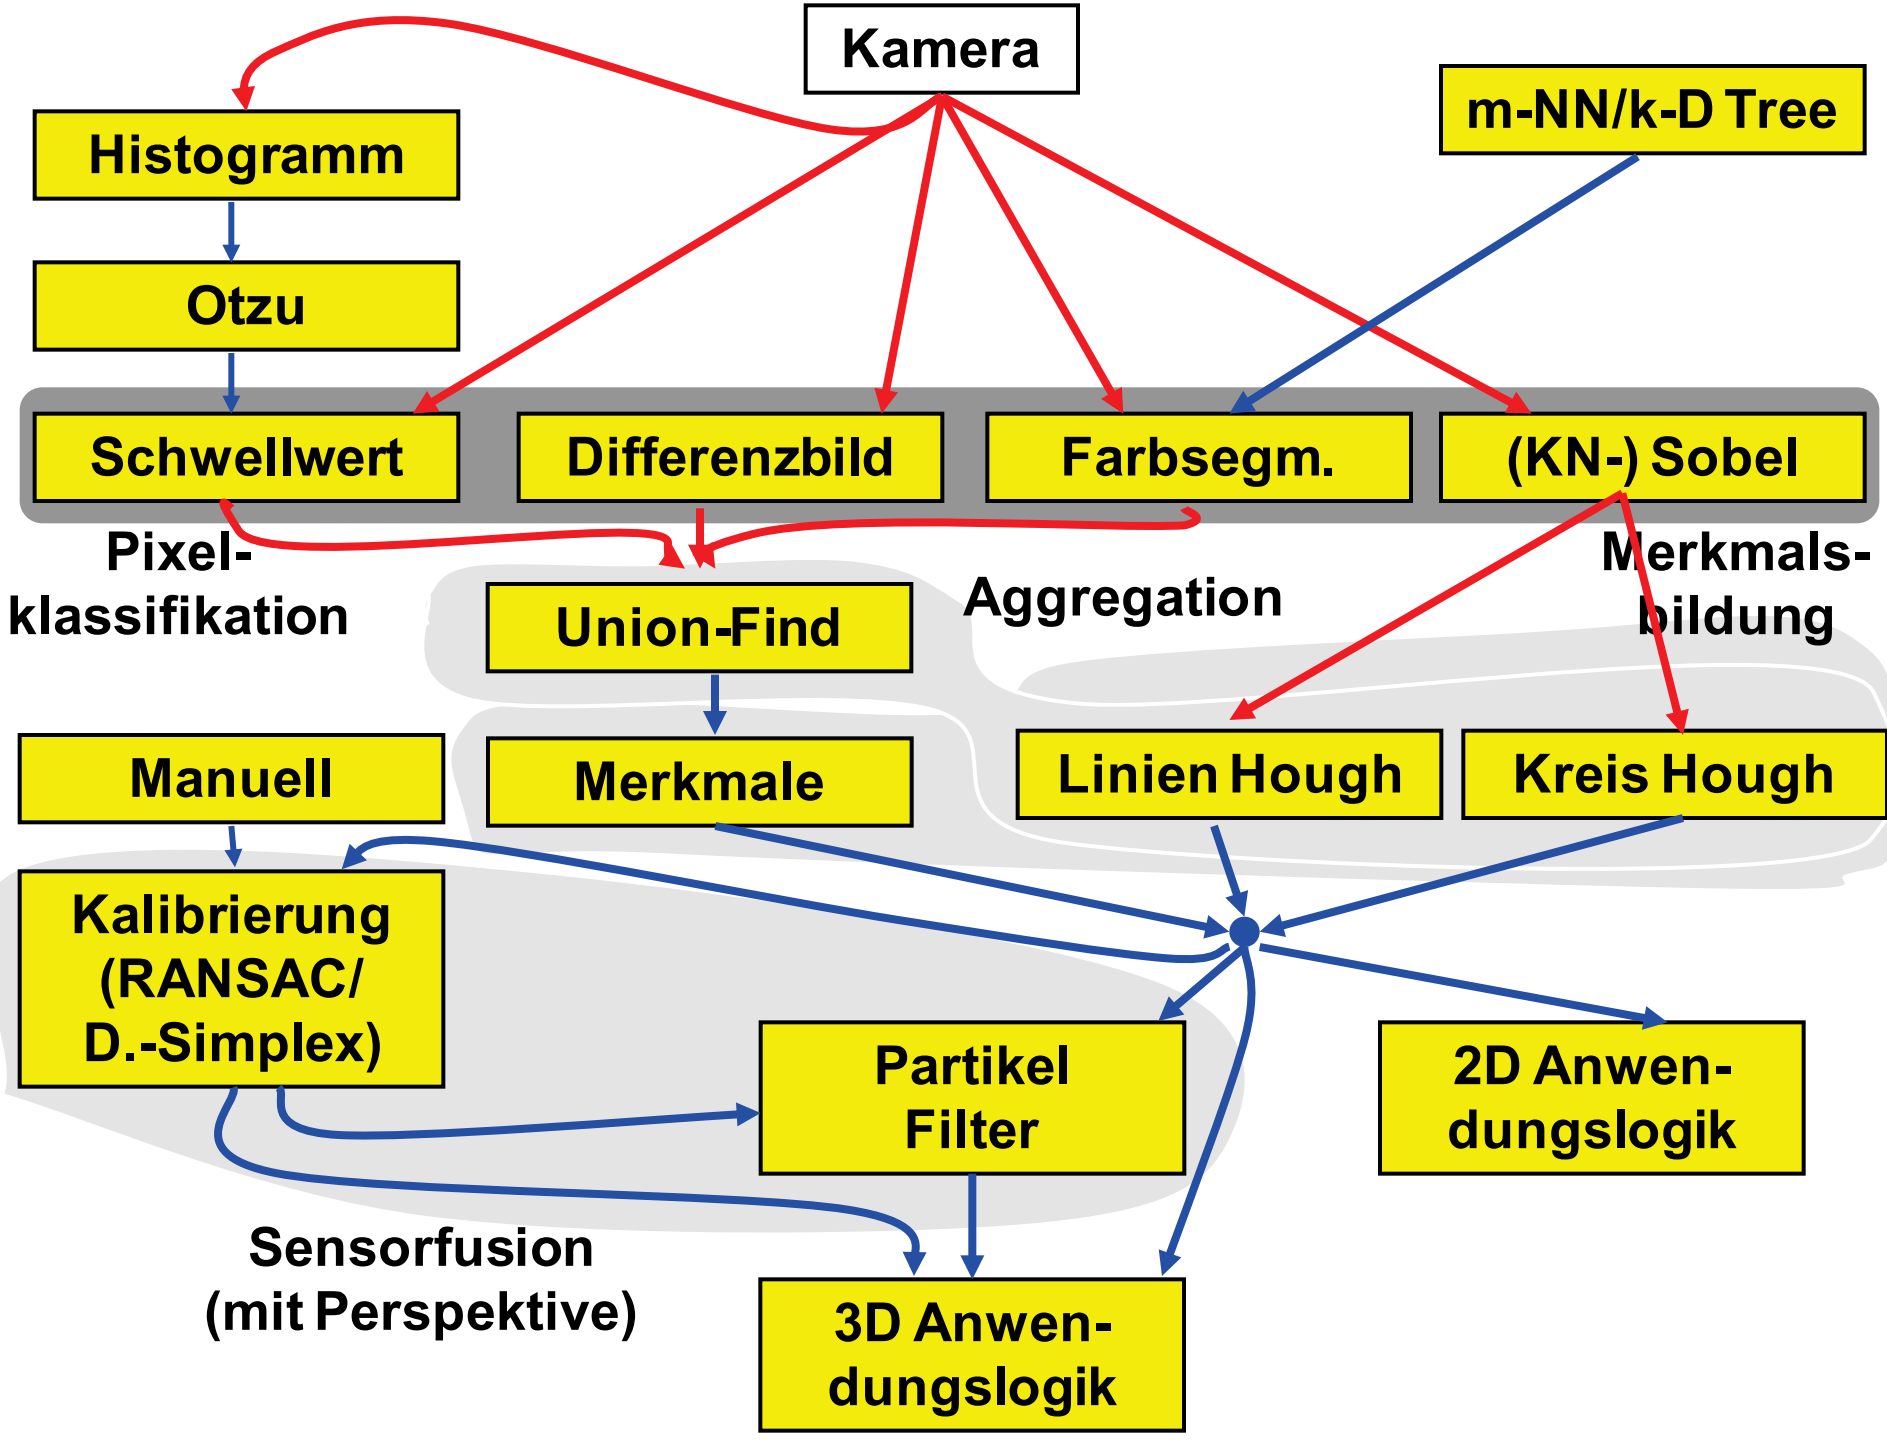 Kamera
m-NN/k-D Tree
Histogramm
Otzu
Schwellwert
Differenzbild
Farbsegm.
(KN-) Sobel
Pixel-
klassifikation
Aggregation
Merkmals-
bildung
Union-Find
Manuell
Merkmale
Linien Hough
Kreis Hough
Kalibrierung
(RANSAC/
D.-Simplex)
Partikel
Filter
2D Anwen-
dungslogik
Sensorfusion
(mit Perspektive)
3D Anwen-
dungslogik